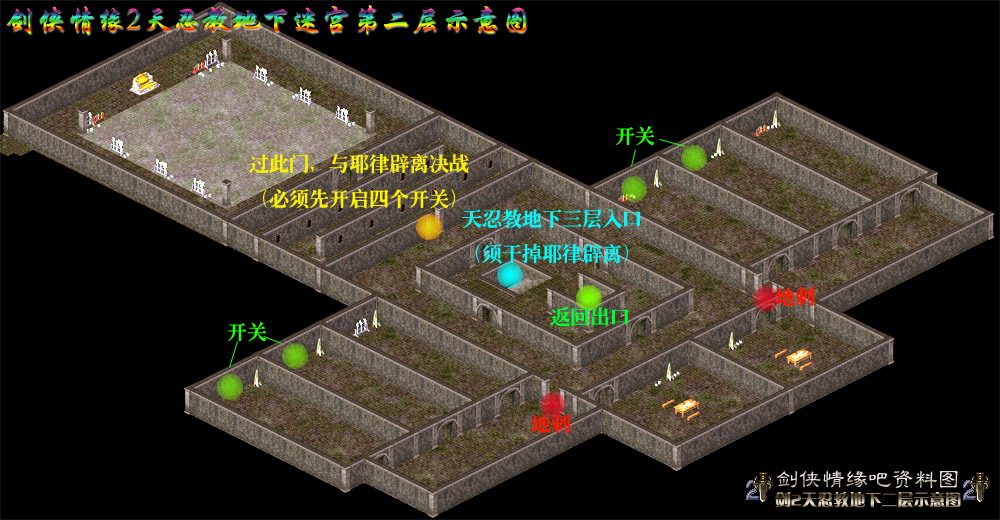 剑侠情缘2天忍教地下迷宫第二层示意图
开关
过此门，与耶律辟离决战
（必须先开启四个开关）
天忍教地下三层入口
（须干掉耶律辟离）
地刺
返回出口
开关
地刺
剑侠情缘吧资料图
剑2天忍教地下二层示意图